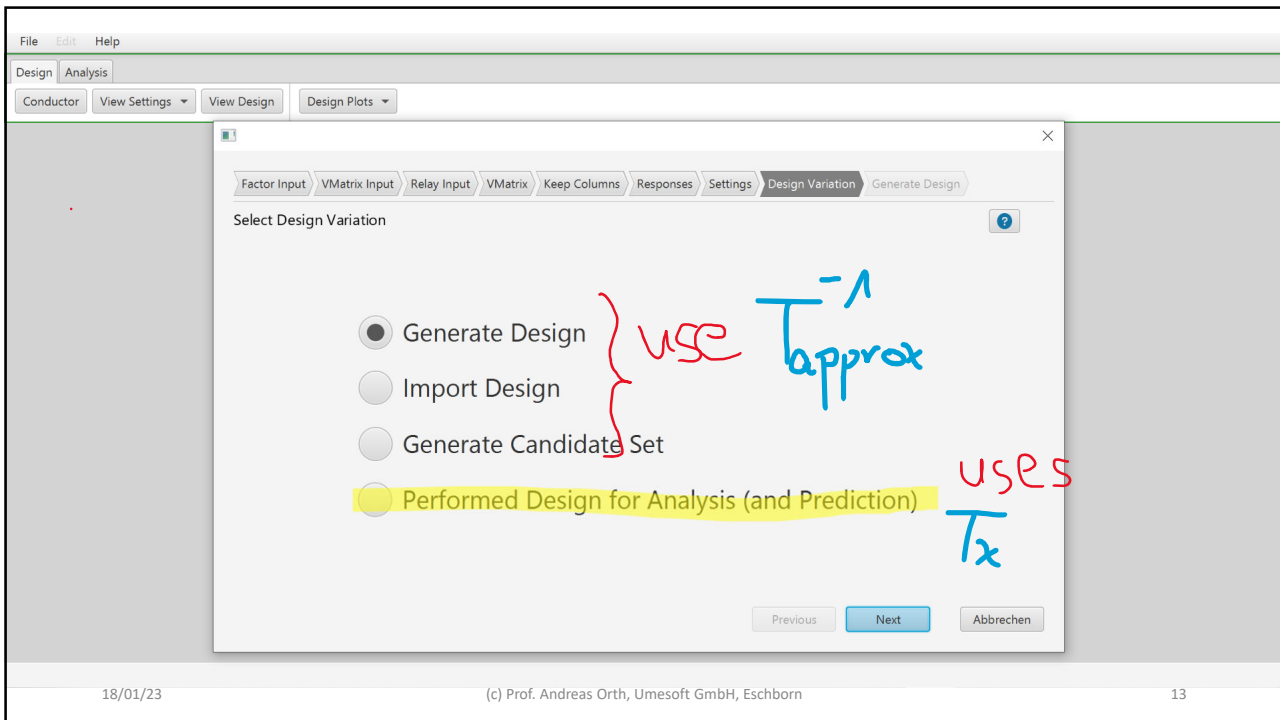 File Edit Help
Design Analysis
Conductor View Settings View Design Design Plots
Factor Input VMatrix Input Relay Input VMatrix Keep Columns Responses Settings Design Variation Generate Design
Select Design Variation ?
Generate Design
Import Design
Generate Candidate Set
Performed Design for Analysis (and Prediction)
use T approx -1
uses
Tx
Previous Next Abbrechen
18/01/23 (c) Prof. Andreas Orth, Umesoft GmbH, Eschborn 13